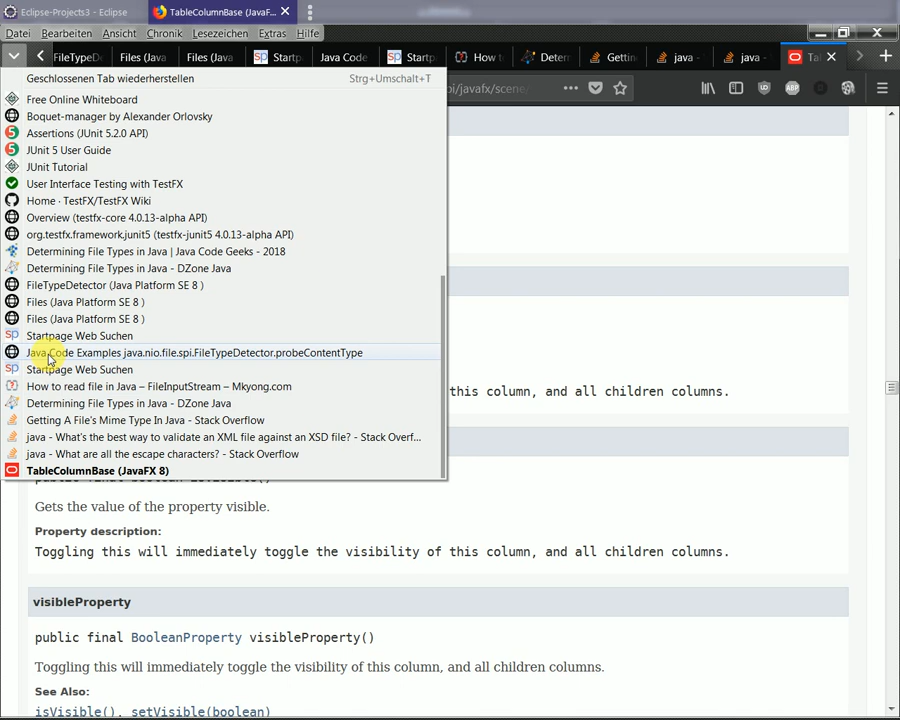 Eclipse-Projects3 - Eclipse
TableColumnBase (JavaF...
Datei Bearbeiten Ansicht Chronik Lesezeichen Extras Hilfe
FileTypeD Files (Java Files (Java Startp Java Code Startp How t Deter Gettin java - java - Ta
pi/javafx/scene/
Geschlossenen Tab wiederherstellen Strg+Umschalt+T
Free Online Whiteboard
Boquet-manager by Alexander Orlovsky
Assertions (JUnit 5.2.0 API)
JUnit 5 User Guide
JUnit Tutorial
User Interface Testing with TestFX
Home · TestFX/TestFX Wiki
Overview (testfx-core 4.0.13-alpha API)
org.testfx.framework.junit5 (testfx-junit5 4.0.13-alpha API)
Determining File Types in Java | Java Code Geeks - 2018
Determining File Types in Java - DZone Java
FileTypeDetector (Java Platform SE 8 )
Files (Java Platform SE 8 )
Files (Java Platform SE 8 )
Startpage Web Suchen
Java Code Examples java.nio.file.spi.FileTypeDetector.probeContentType
Startpage Web Suchen
How to read file in Java – FileInputStream – Mkyong.com
Determining File Types in Java - DZone Java
Getting A File's Mime Type In Java - Stack Overflow
java - What's the best way to validate an XML file against an XSD file? - Stack Overf...
java - What are all the escape characters? - Stack Overflow
TableColumnBase (JavaFX 8)
this column, and all children columns.
Gets the value of the property visible.
Property description:
Toggling this will immediately toggle the visibility of this column, and all children columns.
visibleProperty
public final BooleanProperty visibleProperty()
Toggling this will immediately toggle the visibility of this column, and all children columns.
See Also:
isVisible(), setVisible(boolean)